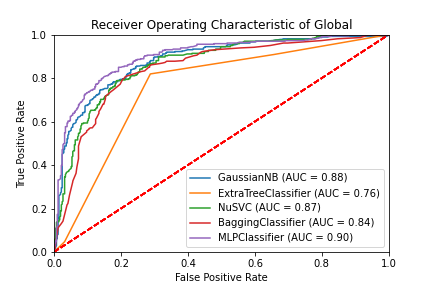 Receiver Operating Characteristic of Global
True Positive Rate
1.0
0.8
0.6
0.4
0.2
0.0
GaussianNB (AUC = 0.88)
ExtraTreeClassifier (AUC = 0.76)
NuSVC (AUC = 0.87)
BaggingClassifier (AUC = 0.84)
MLPClassifier (AUC = 0.90)
0.0 0.2 0.4 0.6 0.8 1.0
False Positive Rate